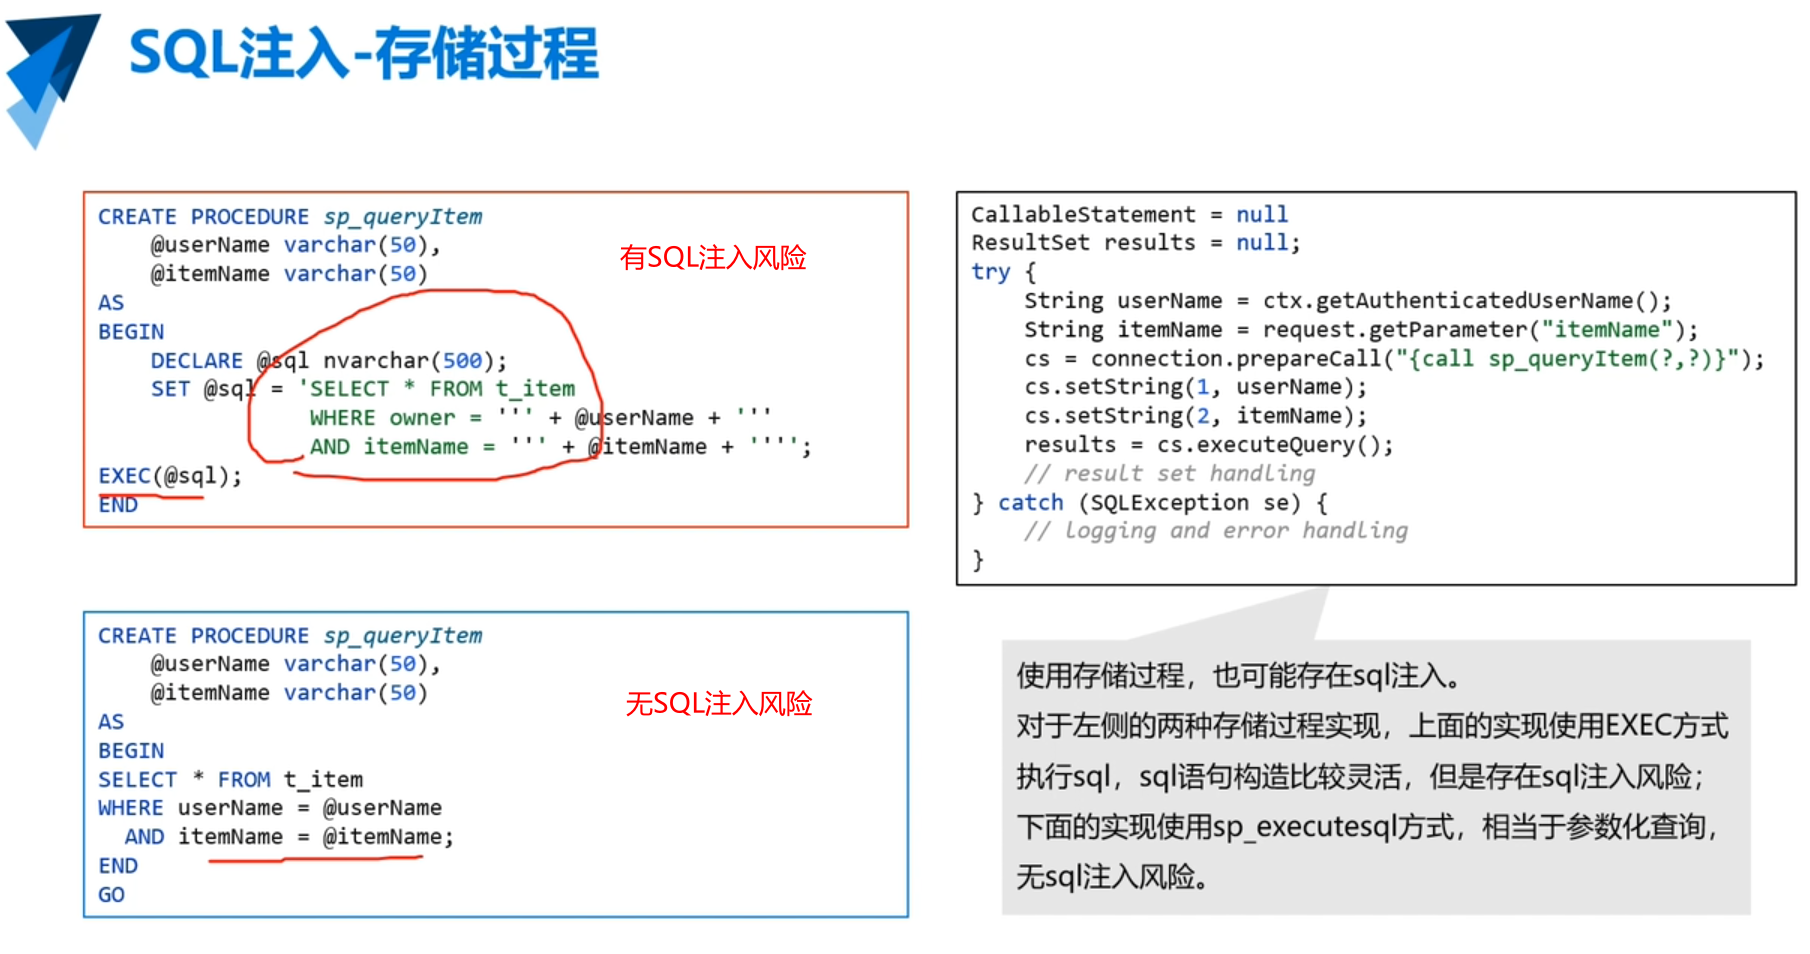 SQL注入-存储过程
CREATE PROCEDURE sp_queryItem
@userName varchar(50),
@itemName varchar(50)
AS
BEGIN
DECLARE @sql nvarchar(500);
SET @sql = 'SELECT * FROM t_item
WHERE owner = ''' + @userName + '''
AND itemName = ''' + @itemName + '''';
EXEC(@sql);
END
有SQL注入风险
CREATE PROCEDURE sp_queryItem
@userName varchar(50),
@itemName varchar(50)
AS
BEGIN
SELECT * FROM t_item
WHERE userName = @userName
AND itemName = @itemName;
END
GO
无SQL注入风险
CallableStatement = null
ResultSet results = null;
try {
String userName = ctx.getAuthenticatedUserName();
String itemName = request.getParameter("itemName");
cs = connection.prepareCall("{call sp_queryItem(?,?)}");
cs.setString(1, userName);
cs.setString(2, itemName);
results = cs.executeQuery();
// result set handling
} catch (SQLException se) {
// logging and error handling
}
使用存储过程，也可能存在sql注入。
对于左侧的两种存储过程实现，上面的实现使用EXEC方式
执行sql，sql语句构造比较灵活，但是存在sql注入风险；
下面的实现使用sp_executesql方式，相当于参数化查询，
无sql注入风险。